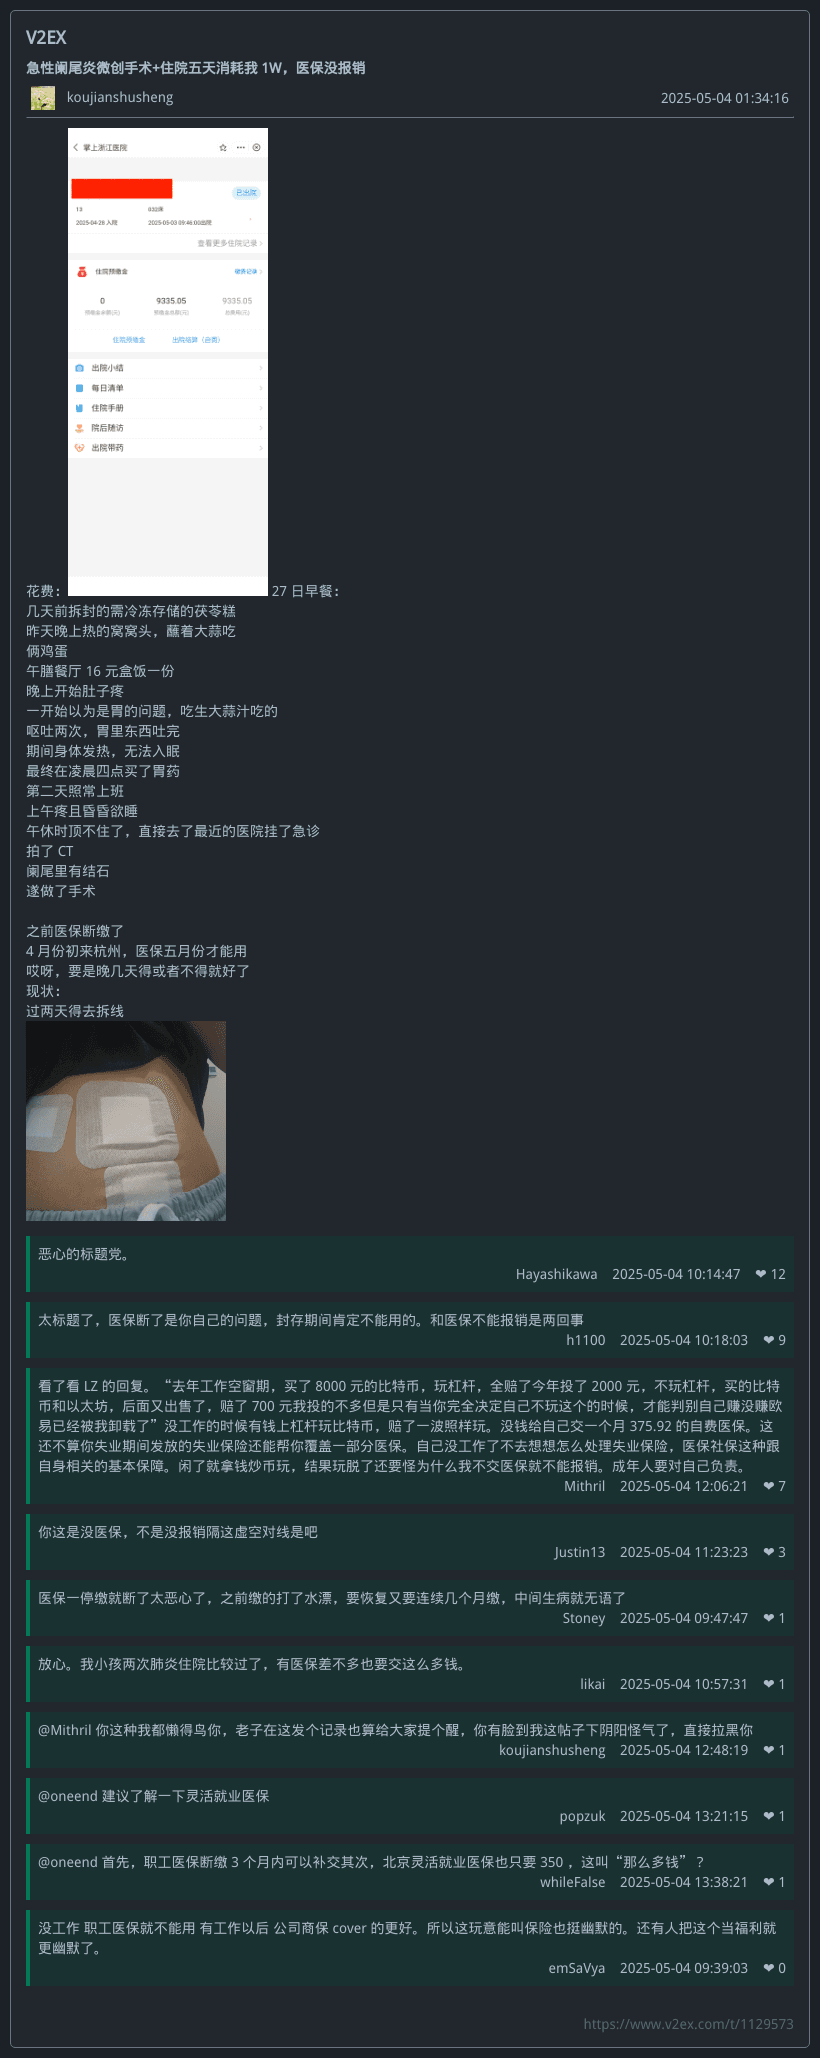 V2EX
急性阑尾炎微创手术+住院五天消耗我 1W，医保没报销
koujianshusheng 2025-05-04 01:34:16
掌上浙江医院
已出院
13 032床
2025-04-28 入院 2025-05-03 09:46:00出院
查看更多住院记录
住院预缴金 缴费记录
0 9335.05 9335.05
预缴金余额(元) 预缴金总额(元) 总费用(元)
住院预缴金 出院结算（自费）
出院小结
每日清单
住院手册
院后随访
出院带药
花费： 27 日早餐：
几天前拆封的需冷冻存储的茯苓糕
昨天晚上热的窝窝头，蘸着大蒜吃
俩鸡蛋
午膳餐厅 16 元盒饭一份
晚上开始肚子疼
一开始以为是胃的问题，吃生大蒜汁吃的
呕吐两次，胃里东西吐完
期间身体发热，无法入眠
最终在凌晨四点买了胃药
第二天照常上班
上午疼且昏昏欲睡
午休时顶不住了，直接去了最近的医院挂了急诊
拍了 CT
阑尾里有结石
遂做了手术
之前医保断缴了
4 月份初来杭州，医保五月份才能用
哎呀，要是晚几天得或者不得就好了
现状：
过两天得去拆线
恶心的标题党。
Hayashikawa 2025-05-04 10:14:47 ❤ 12
太标题了，医保断了是你自己的问题，封存期间肯定不能用的。和医保不能报销是两回事
h1100 2025-05-04 10:18:03 ❤ 9
看了看 LZ 的回复。“去年工作空窗期，买了 8000 元的比特币，玩杠杆，全赔了今年投了 2000 元，不玩杠杆，买的比特
币和以太坊，后面又出售了，赔了 700 元我投的不多但是只有当你完全决定自己不玩这个的时候，才能判别自己赚没赚欧
易已经被我卸载了”没工作的时候有钱上杠杆玩比特币，赔了一波照样玩。没钱给自己交一个月 375.92 的自费医保。这
还不算你失业期间发放的失业保险还能帮你覆盖一部分医保。自己没工作了不去想想怎么处理失业保险，医保社保这种跟
自身相关的基本保障。闲了就拿钱炒币玩，结果玩脱了还要怪为什么我不交医保就不能报销。成年人要对自己负责。
Mithril 2025-05-04 12:06:21 ❤ 7
你这是没医保，不是没报销隔这虚空对线是吧
Justin13 2025-05-04 11:23:23 ❤ 3
医保一停缴就断了太恶心了，之前缴的打了水漂，要恢复又要连续几个月缴，中间生病就无语了
Stoney 2025-05-04 09:47:47 ❤ 1
放心。我小孩两次肺炎住院比较过了，有医保差不多也要交这么多钱。
likai 2025-05-04 10:57:31 ❤ 1
@Mithril 你这种我都懒得鸟你，老子在这发个记录也算给大家提个醒，你有脸到我这帖子下阴阳怪气了，直接拉黑你
koujianshusheng 2025-05-04 12:48:19 ❤ 1
@oneend 建议了解一下灵活就业医保
popzuk 2025-05-04 13:21:15 ❤ 1
@oneend 首先，职工医保断缴 3 个月内可以补交其次，北京灵活就业医保也只要 350 ，这叫“那么多钱” ？
whileFalse 2025-05-04 13:38:21 ❤ 1
没工作 职工医保就不能用 有工作以后 公司商保 cover 的更好。所以这玩意能叫保险也挺幽默的。还有人把这个当福利就
更幽默了。
emSaVya 2025-05-04 09:39:03 ❤ 0
https://www.v2ex.com/t/1129573